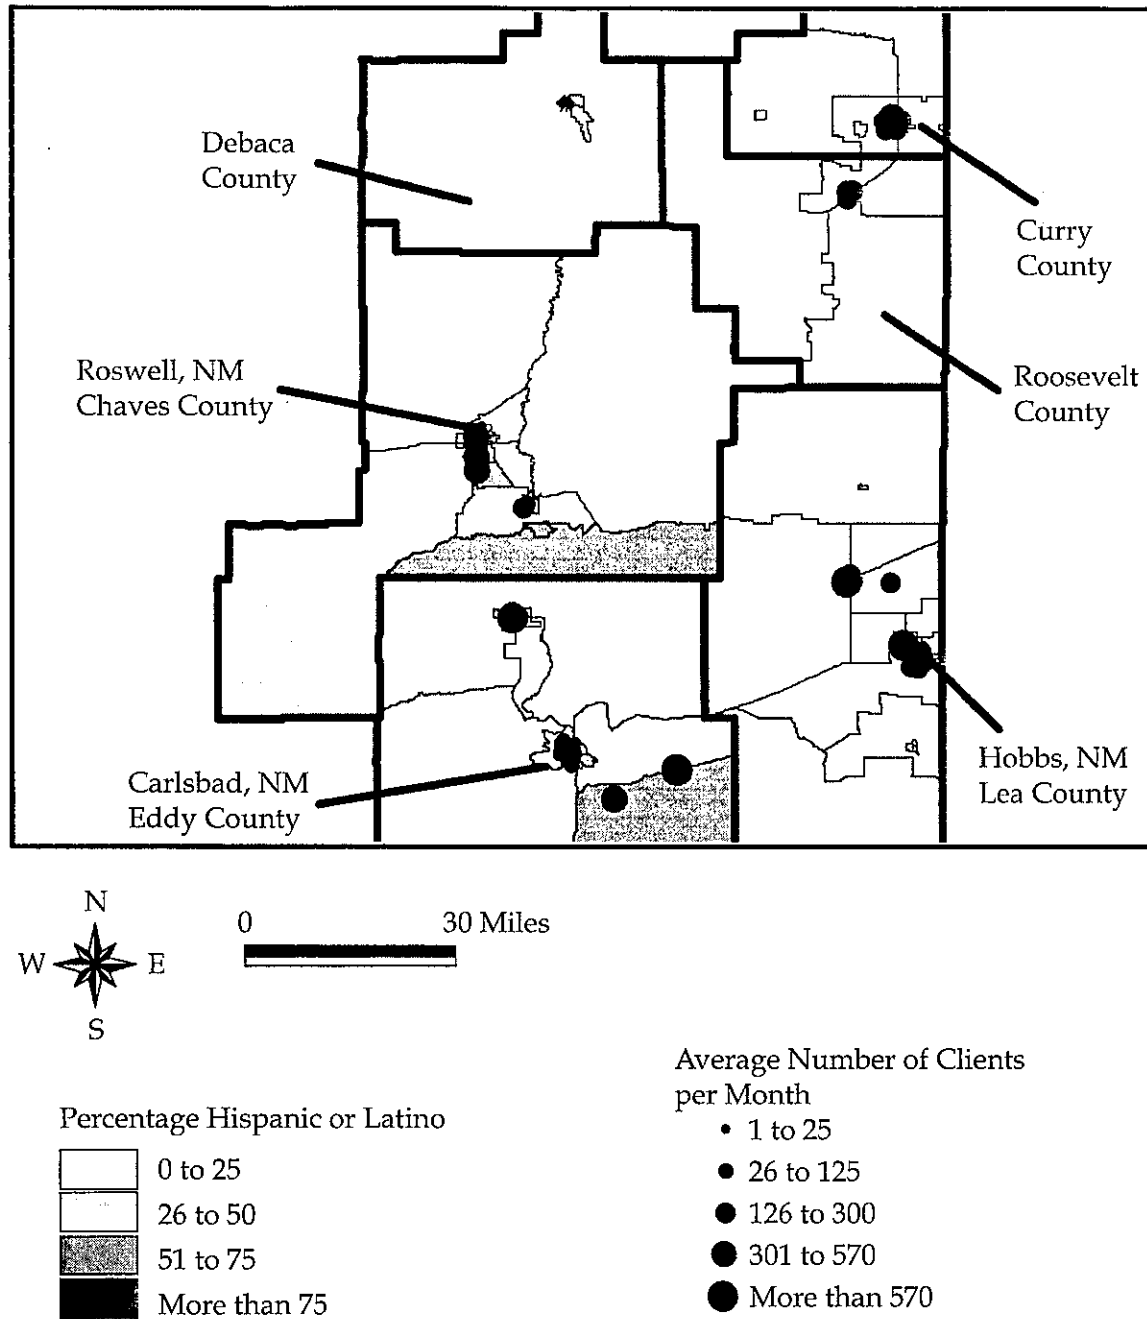 Debaca
County
Curry
County
Roswell, NM
Chaves County
Roosevelt
County
Carlsbad, NM
Eddy County
Hobbs, NM
Lea County
N
W E
S
0 30 Miles
Percentage Hispanic or Latino
0 to 25
26 to 50
51 to 75
More than 75
Average Number of Clients
per Month
1 to 25
26 to 125
126 to 300
301 to 570
More than 570